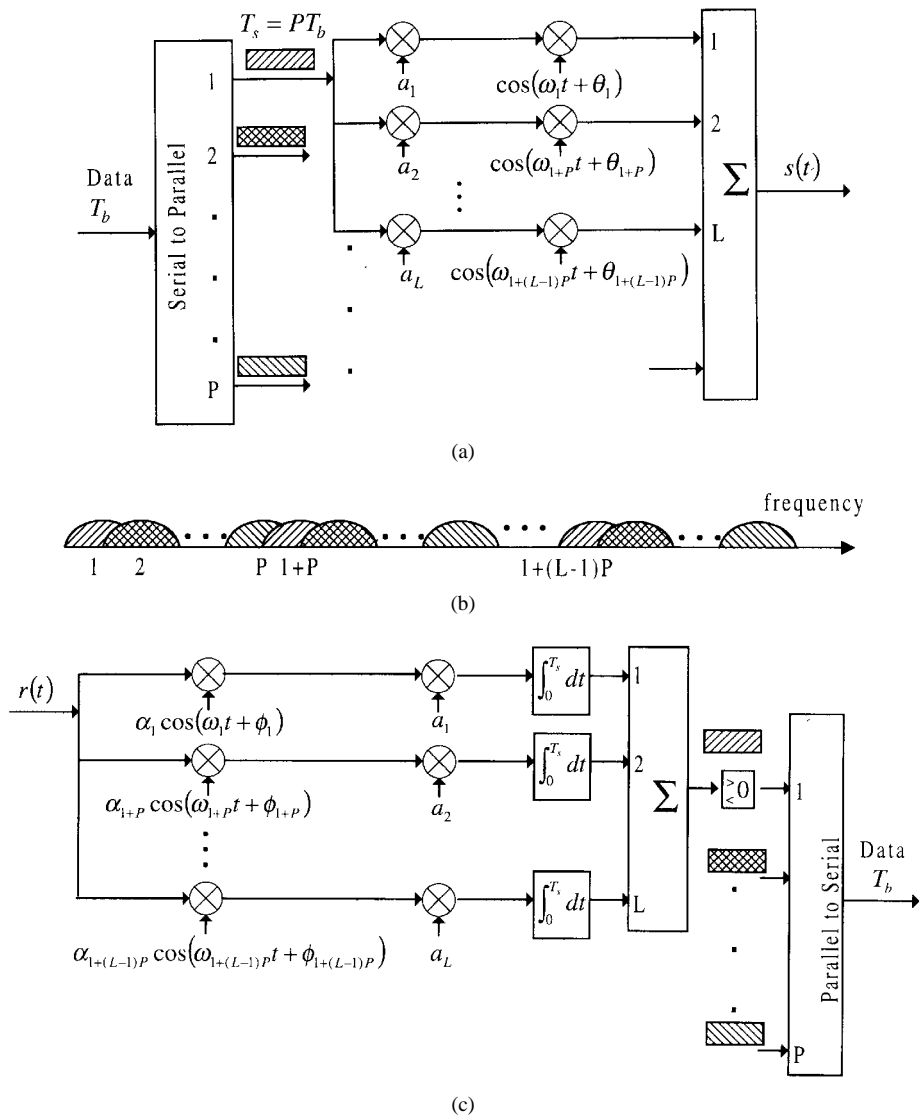 T_s = PT_b
1
a_1
cos(ω_1 t + θ_1)
1
2
a_2
cos(ω_{1+P} t + θ_{1+P})
2
Data
T_b
Serial to Parallel
Σ
s(t)
a_L
cos(ω_{1+(L-1)P} t + θ_{1+(L-1)P})
L
P
(a)
frequency
1 2 P 1+P 1+(L-1)P
(b)
r(t)
α_1 cos(ω_1 t + ϕ_1)
a_1
∫_0^{T_s} dt
1
α_{1+P} cos(ω_{1+P} t + ϕ_{1+P})
a_2
∫_0^{T_s} dt
2
Σ
><0
1
α_{1+(L-1)P} cos(ω_{1+(L-1)P} t + ϕ_{1+(L-1)P})
a_L
∫_0^{T_s} dt
L
Parallel to Serial
Data
T_b
P
(c)